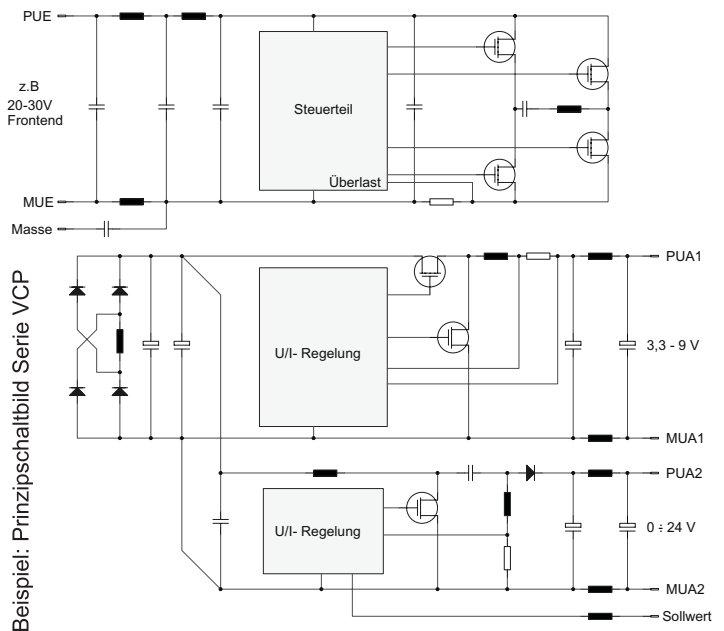 PUE
z.B
20-30V
Frontend
Steuerteil
Überlast
MUE
Masse
Beispiel: Prinzipschaltbild Serie VCP
PUA1
U/I- Regelung
3,3 - 9 V
MUA1
PUA2
U/I- Regelung
0 ÷ 24 V
MUA2
Sollwert